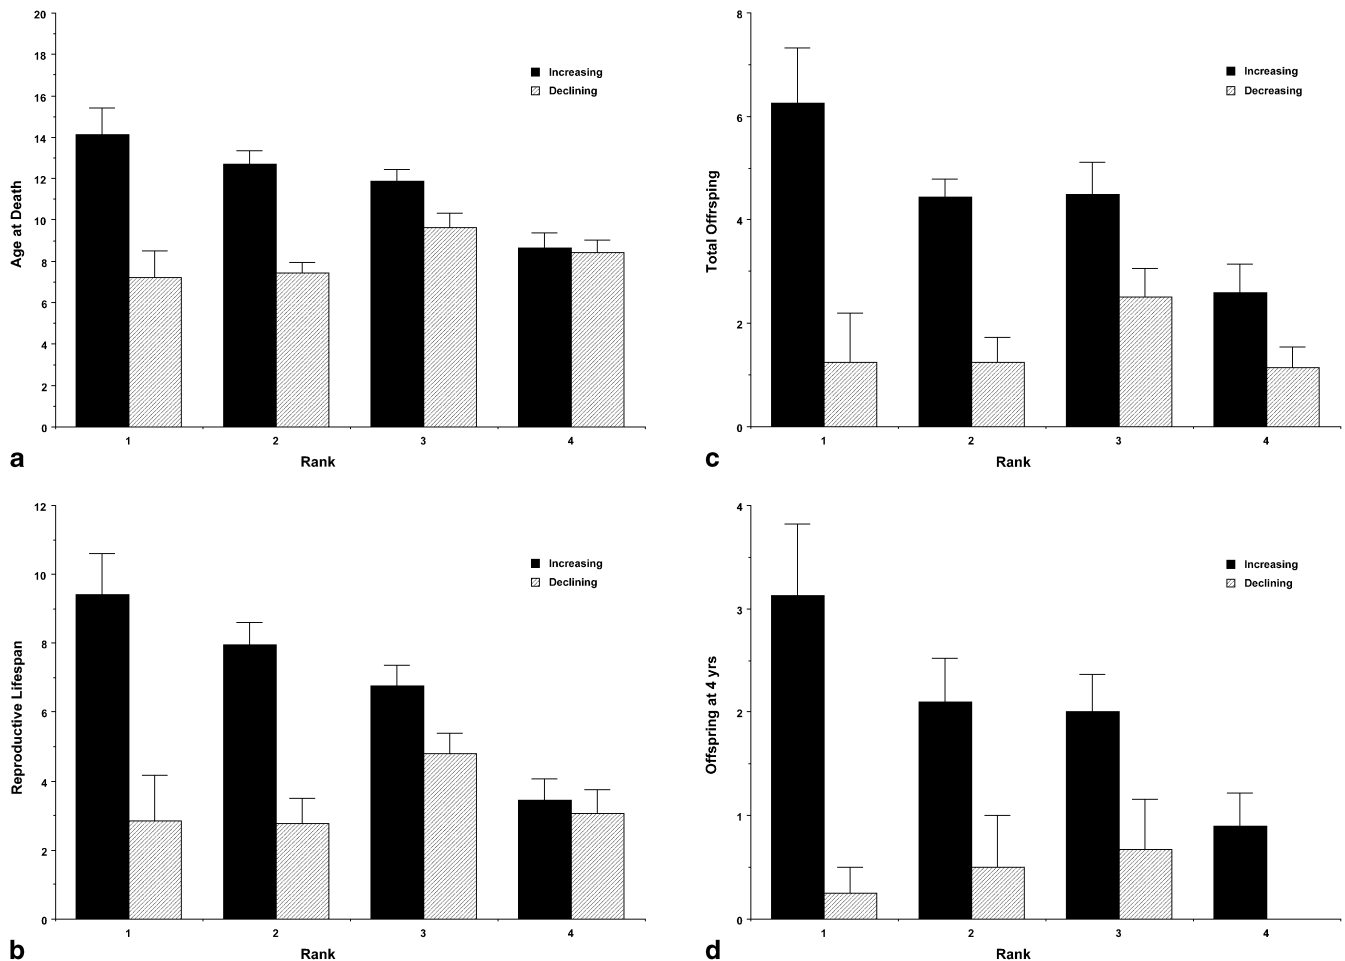 20
18
16
14
12
10
8
6
4
2
0
Age at Death
Increasing
Declining
1 2 3 4
Rank
a
8
6
4
2
0
Total Offrsping
Increasing
Decreasing
1 2 3 4
Rank
c
12
10
8
6
4
2
0
Reproductive Lifespan
Increasing
Declining
1 2 3 4
Rank
b
4
3
2
1
0
Offspring at 4 yrs
Increasing
Declining
1 2 3 4
Rank
d